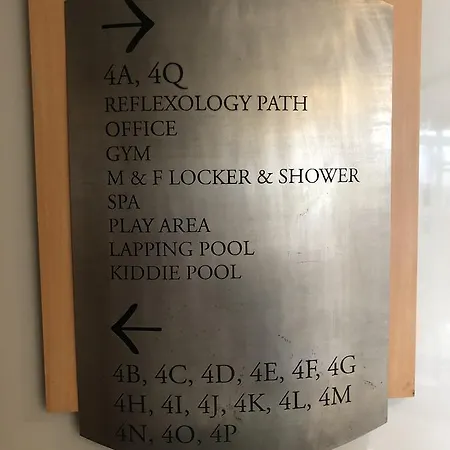 4A, 4Q
REFLEXOLOGY PATH
OFFICE
GYM
M & F LOCKER & SHOWER
SPA
PLAY AREA
LAPPING POOL
KIDDIE POOL
4B, 4C, 4D, 4E, 4F, 4G
4H, 4I, 4J, 4K, 4L, 4M
4N, 4O, 4P